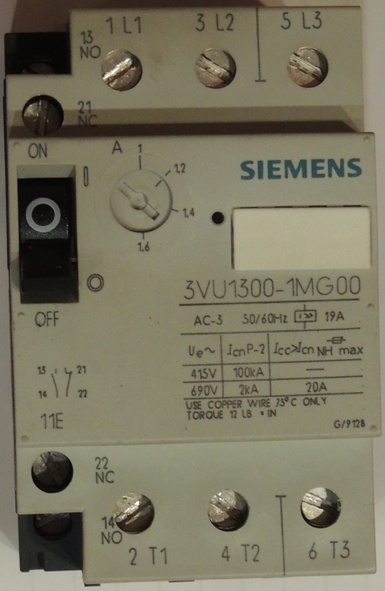 1 L1 3 L2 5 L3
13
NO
21
NC
ON
A
1
1,2
1,4
1,6
I
O
OFF
SIEMENS
3VU1300-1MG00
AC-3 50/60Hz I>> 19A
Ue~ IcnP-2 Icc>Icn NH max
415V 100kA —
690V 2kA 20A
USE COPPER WIRE 75°C ONLY
TORQUE 12 LB * IN
G/9128
13 21
14 22
11E
22
NC
14
NO
2 T1 4 T2 6 T3